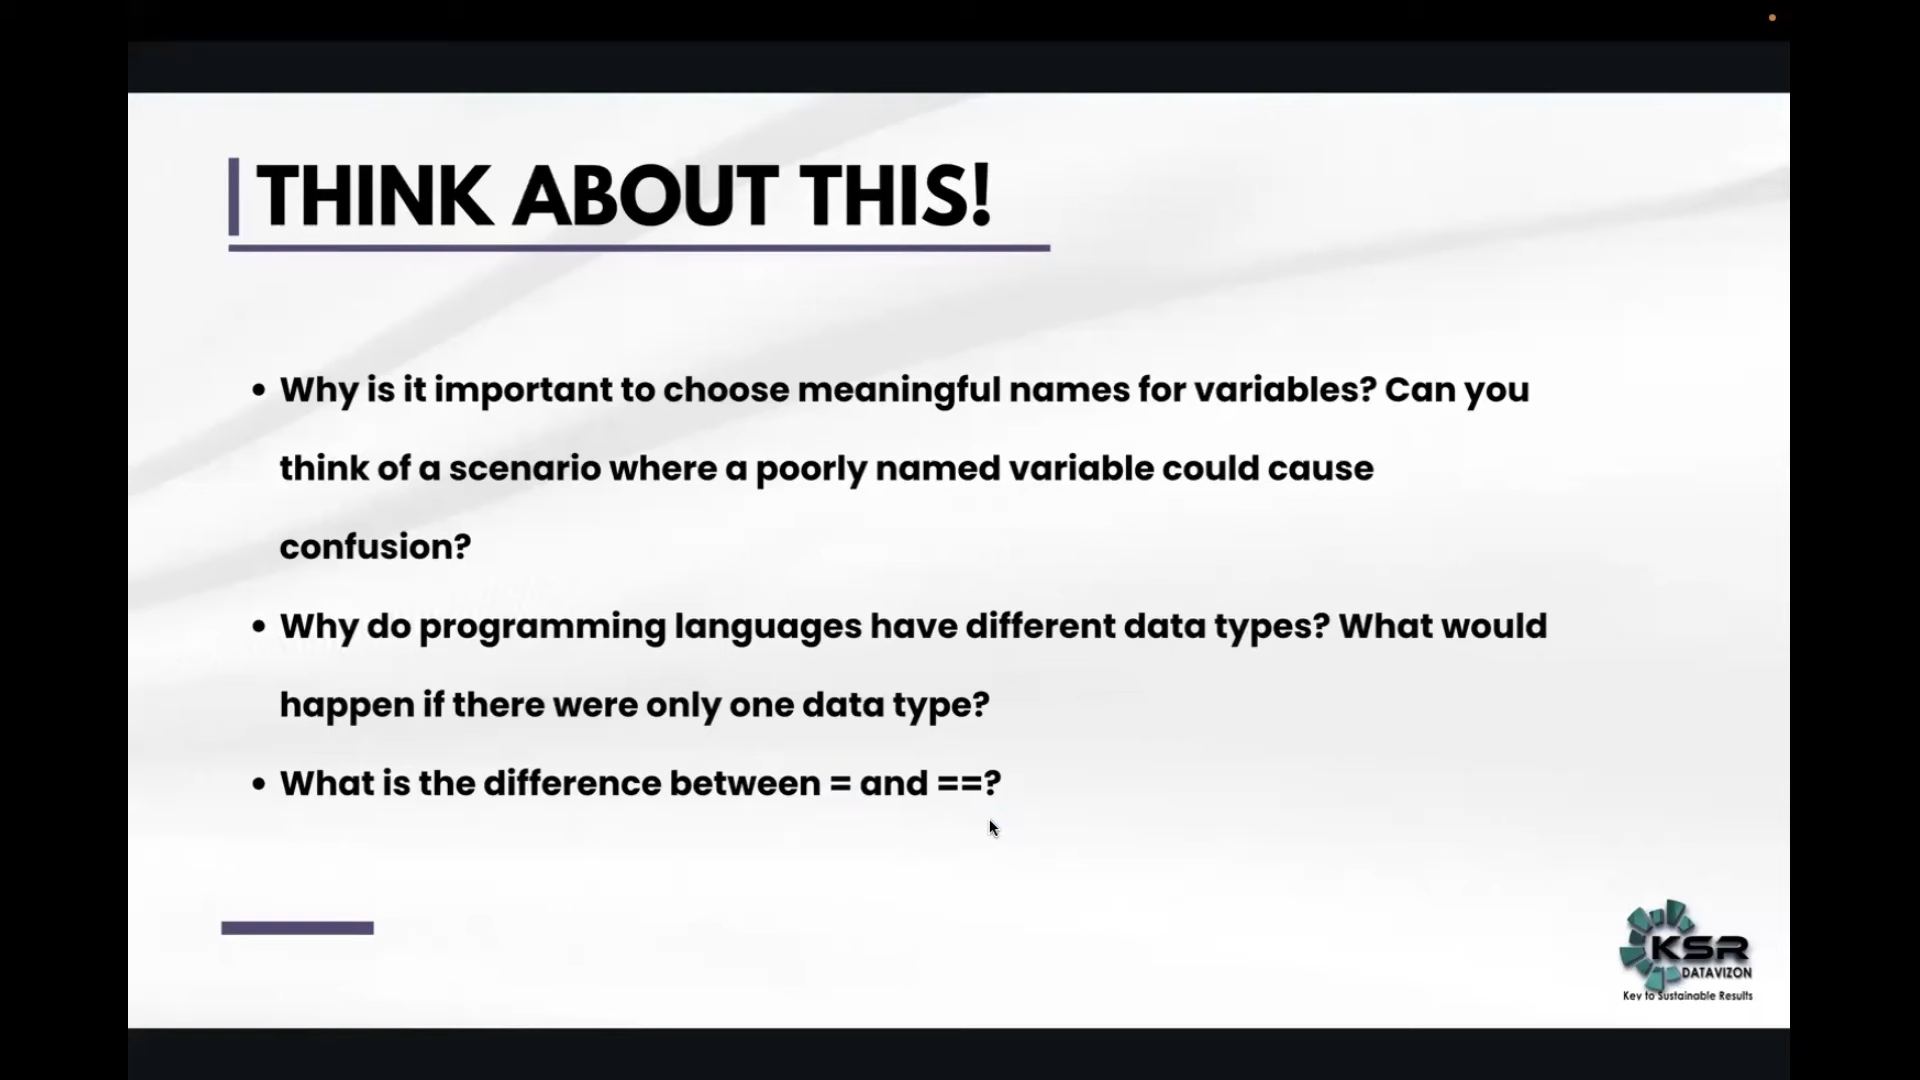 THINK ABOUT THIS!
• Why is it important to choose meaningful names for variables? Can you
think of a scenario where a poorly named variable could cause
confusion?
• Why do programming languages have different data types? What would
happen if there were only one data type?
• What is the difference between = and ==?
KSR
DATAVIZON
Key to Sustainable Results